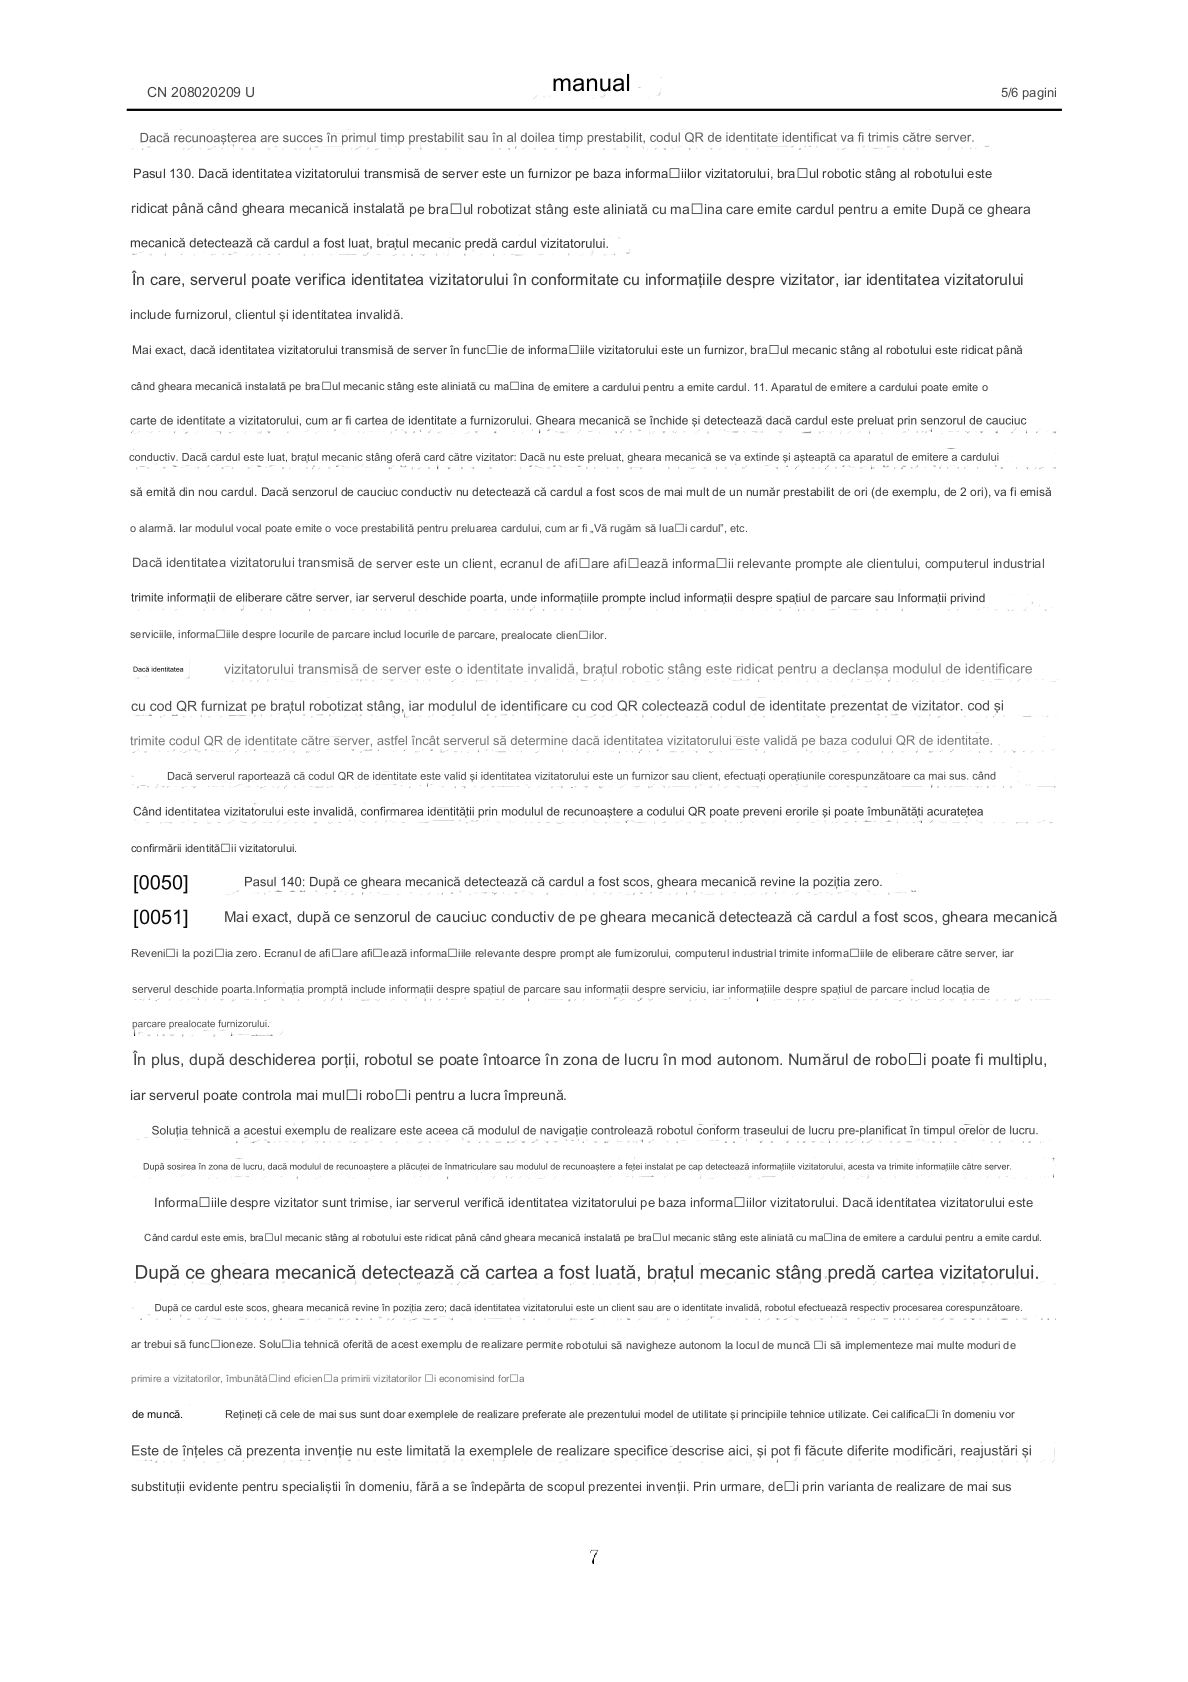 CN 208020209 U
manual
5/6 pagini
Dacă recunoașterea are succes în primul timp prestabilit sau în al doilea timp prestabilit, codul QR de identitate identificat va fi trimis către server.
Pasul 130. Dacă identitatea vizitatorului transmisă de server este un furnizor pe baza informa□iilor vizitatorului, bra□ul robotic stâng al robotului este
ridicat până când gheara mecanică instalată pe bra□ul robotizat stâng este aliniată cu ma□ina care emite cardul pentru a emite După ce gheara
mecanică detectează că cardul a fost luat, brațul mecanic predă cardul vizitatorului.
În care, serverul poate verifica identitatea vizitatorului în conformitate cu informațiile despre vizitator, iar identitatea vizitatorului
include furnizorul, clientul și identitatea invalidă.
Mai exact, dacă identitatea vizitatorului transmisă de server în func□ie de informa□iile vizitatorului este un furnizor, bra□ul mecanic stâng al robotului este ridicat până
când gheara mecanică instalată pe bra□ul mecanic stâng este aliniată cu ma□ina de emitere a cardului pentru a emite cardul. 11. Aparatul de emitere a cardului poate emite o
carte de identitate a vizitatorului, cum ar fi cartea de identitate a furnizorului. Gheara mecanică se închide și detectează dacă cardul este preluat prin senzorul de cauciuc
conductiv. Dacă cardul este luat, brațul mecanic stâng oferă card către vizitator: Dacă nu este preluat, gheara mecanică se va extinde și așteaptă ca aparatul de emitere a cardului
să emită din nou cardul. Dacă senzorul de cauciuc conductiv nu detectează că cardul a fost scos de mai mult de un număr prestabilit de ori (de exemplu, de 2 ori), va fi emisă
o alarmă. Iar modulul vocal poate emite o voce prestabilită pentru preluarea cardului, cum ar fi „Vă rugăm să lua□i cardul”, etc.
Dacă identitatea vizitatorului transmisă de server este un client, ecranul de afi□are afi□ează informa□ii relevante prompte ale clientului, computerul industrial
trimite informații de eliberare către server, iar serverul deschide poarta, unde informațiile prompte includ informații despre spațiul de parcare sau Informații privind
serviciile, informa□iile despre locurile de parcare includ locurile de parcare, prealocate clien□ilor.
Dacă identitatea vizitatorului transmisă de server este o identitate invalidă, brațul robotic stâng este ridicat pentru a declanșa modulul de identificare
cu cod QR furnizat pe brațul robotizat stâng, iar modulul de identificare cu cod QR colectează codul de identitate prezentat de vizitator. cod și
trimite codul QR de identitate către server, astfel încât serverul să determine dacă identitatea vizitatorului este validă pe baza codului QR de identitate.
Dacă serverul raportează că codul QR de identitate este valid și identitatea vizitatorului este un furnizor sau client, efectuați operațiunile corespunzătoare ca mai sus. când
Când identitatea vizitatorului este invalidă, confirmarea identității prin modulul de recunoaștere a codului QR poate preveni erorile și poate îmbunătăți acuratețea
confirmării identită□ii vizitatorului.
[0050] Pasul 140: După ce gheara mecanică detectează că cardul a fost scos, gheara mecanică revine la poziția zero.
[0051] Mai exact, după ce senzorul de cauciuc conductiv de pe gheara mecanică detectează că cardul a fost scos, gheara mecanică
Reveni□i la pozi□ia zero. Ecranul de afi□are afi□ează informa□iile relevante despre prompt ale furnizorului, computerul industrial trimite informa□iile de eliberare către server, iar
serverul deschide poarta.Informația promptă include informații despre spațiul de parcare sau informații despre serviciu, iar informațiile despre spațiul de parcare includ locația de
parcare prealocate furnizorului.
În plus, după deschiderea porții, robotul se poate întoarce în zona de lucru în mod autonom. Numărul de robo□i poate fi multiplu,
iar serverul poate controla mai mul□i robo□i pentru a lucra împreună.
Soluția tehnică a acestui exemplu de realizare este aceea că modulul de navigație controlează robotul conform traseului de lucru pre-planificat în timpul orelor de lucru.
După sosirea în zona de lucru, dacă modulul de recunoaștere a plăcuței de înmatriculare sau modulul de recunoaștere a feței instalat pe cap detectează informațiile vizitatorului, acesta va trimite informațiile către server.
Informa□iile despre vizitator sunt trimise, iar serverul verifică identitatea vizitatorului pe baza informa□iilor vizitatorului. Dacă identitatea vizitatorului este
Când cardul este emis, bra□ul mecanic stâng al robotului este ridicat până când gheara mecanică instalată pe bra□ul mecanic stâng este aliniată cu ma□ina de emitere a cardului pentru a emite cardul.
După ce gheara mecanică detectează că cartea a fost luată, brațul mecanic stâng predă cartea vizitatorului.
După ce cardul este scos, gheara mecanică revine în poziția zero; dacă identitatea vizitatorului este un client sau are o identitate invalidă, robotul efectuează respectiv procesarea corespunzătoare.
ar trebui să func□ioneze. Solu□ia tehnică oferită de acest exemplu de realizare permite robotului să navigheze autonom la locul de muncă □i să implementeze mai multe moduri de
primire a vizitatorilor, îmbunătă□ind eficien□a primirii vizitatorilor □i economisind for□a
de muncă. Rețineți că cele de mai sus sunt doar exemplele de realizare preferate ale prezentului model de utilitate și principiile tehnice utilizate. Cei califica□i în domeniu vor
Este de înțeles că prezenta invenție nu este limitată la exemplele de realizare specifice descrise aici, și pot fi făcute diferite modificări, reajustări și
substituții evidente pentru specialiștii în domeniu, fără a se îndepărta de scopul prezentei invenții. Prin urmare, de□i prin varianta de realizare de mai sus
7